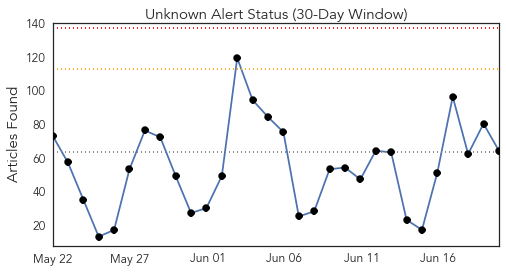 Unknown Alert Status (30-Day Window)
Articles Found
140
120
100
80
60
40
20
May 22
May 27
Jun 01
Jun 06
Jun 11
Jun 16